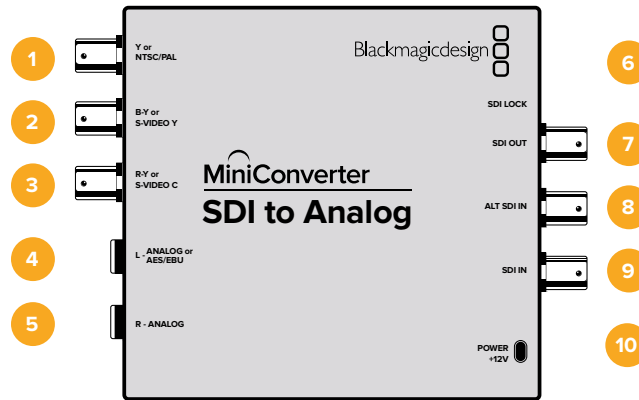 1
Y or
NTSC/PAL
2
B-Y or
S-VIDEO Y
3
R-Y or
S-VIDEO C
4
L - ANALOG or
AES/EBU
5
R - ANALOG
Blackmagicdesign
MiniConverter
SDI to Analog
6
SDI LOCK
7
SDI OUT
8
ALT SDI IN
9
SDI IN
10
POWER
+12V